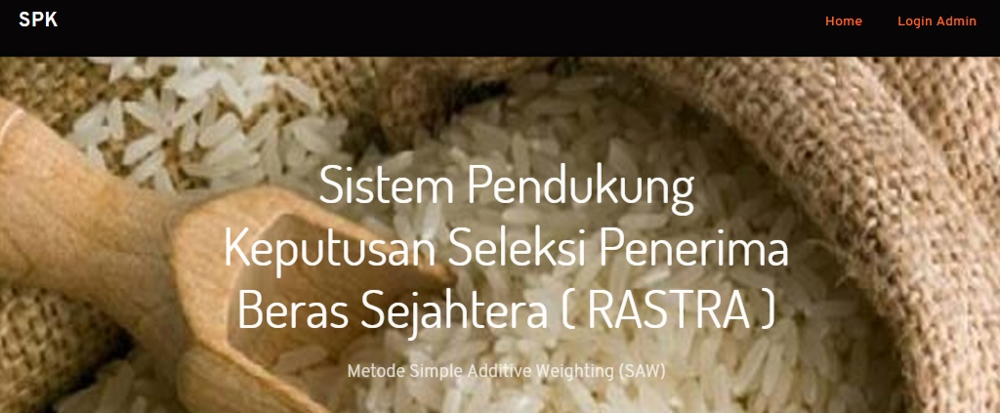 SPK
Home
Login Admin
Sistem Pendukung
Keputusan Seleksi Penerima
Beras Sejahtera ( RASTRA )
Metode Simple Additive Weighting (SAW)